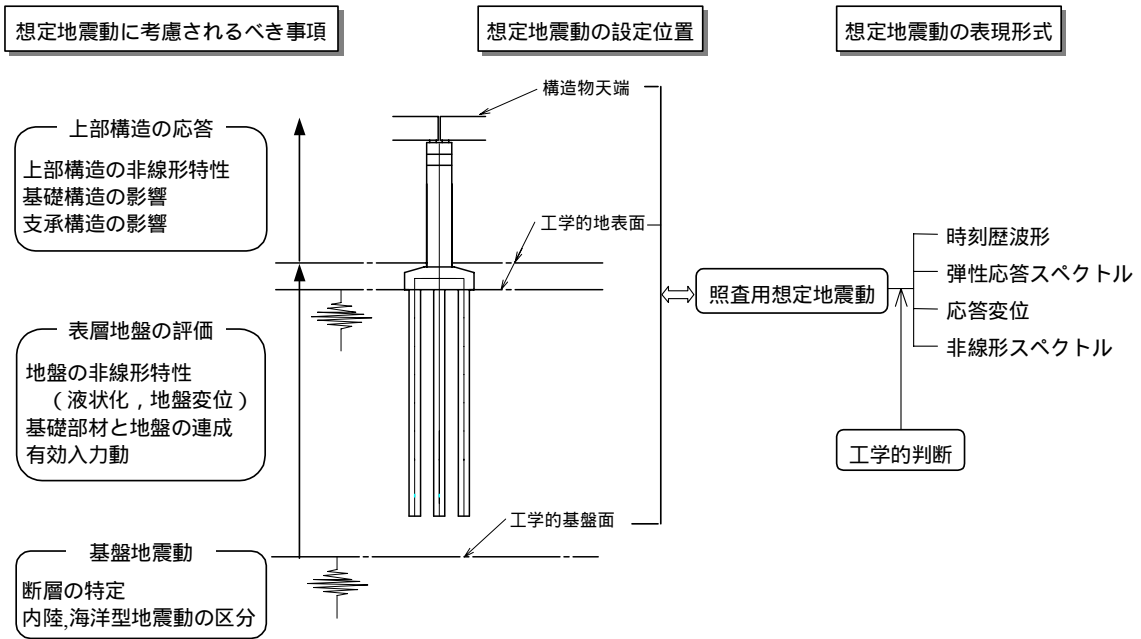 想定地震動に考慮されるべき事項
想定地震動の設定位置
想定地震動の表現形式
上部構造の応答
上部構造の非線形特性
基礎構造の影響
支承構造の影響
表層地盤の評価
地盤の非線形特性
(液状化,地盤変位)
基礎部材と地盤の連成
有効入力動
基盤地震動
断層の特定
内陸,海洋型地震動の区分
構造物天端
工学的地表面
工学的基盤面
照査用想定地震動
時刻歴波形
弾性応答スペクトル
応答変位
非線形スペクトル
工学的判断